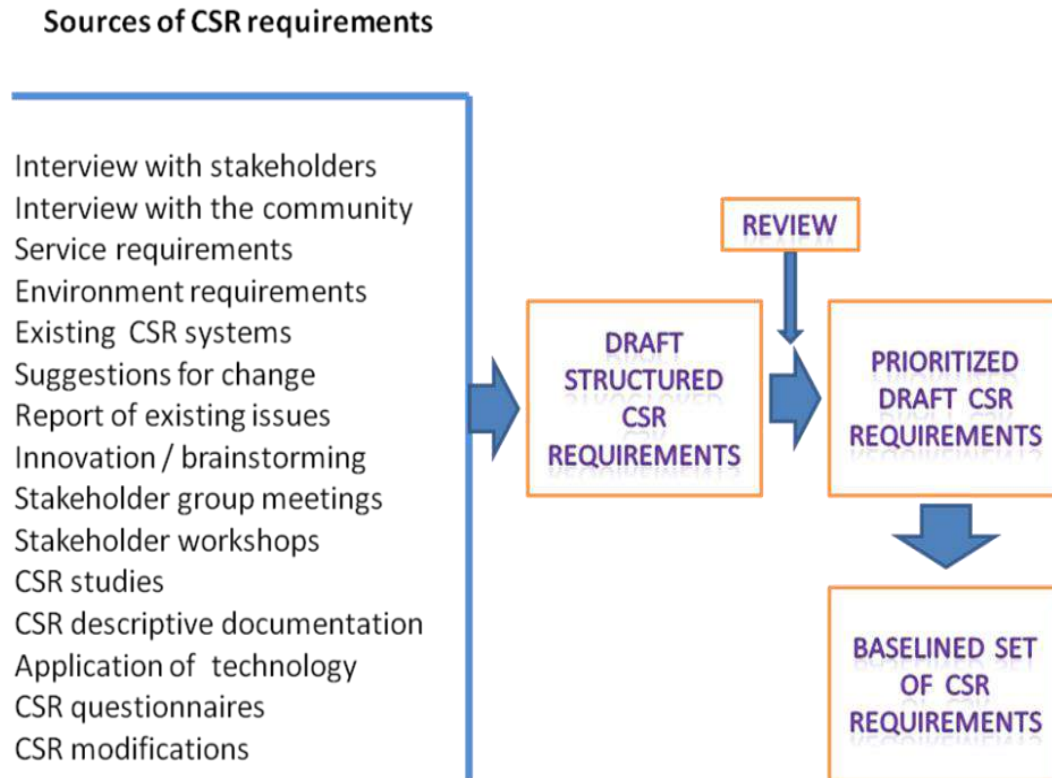 Sources of CSR requirements
Interview with stakeholders
Interview with the community
Service requirements
Environment requirements
Existing CSR systems
Suggestions for change
Report of existing issues
Innovation / brainstorming
Stakeholder group meetings
Stakeholder workshops
CSR studies
CSR descriptive documentation
Application of technology
CSR questionnaires
CSR modifications
DRAFT
STRUCTURED
CSR
REQUIREMENTS
REVIEW
PRIORITIZED
DRAFT CSR
REQUIREMENTS
BASELINED SET
OF CSR
REQUIREMENTS